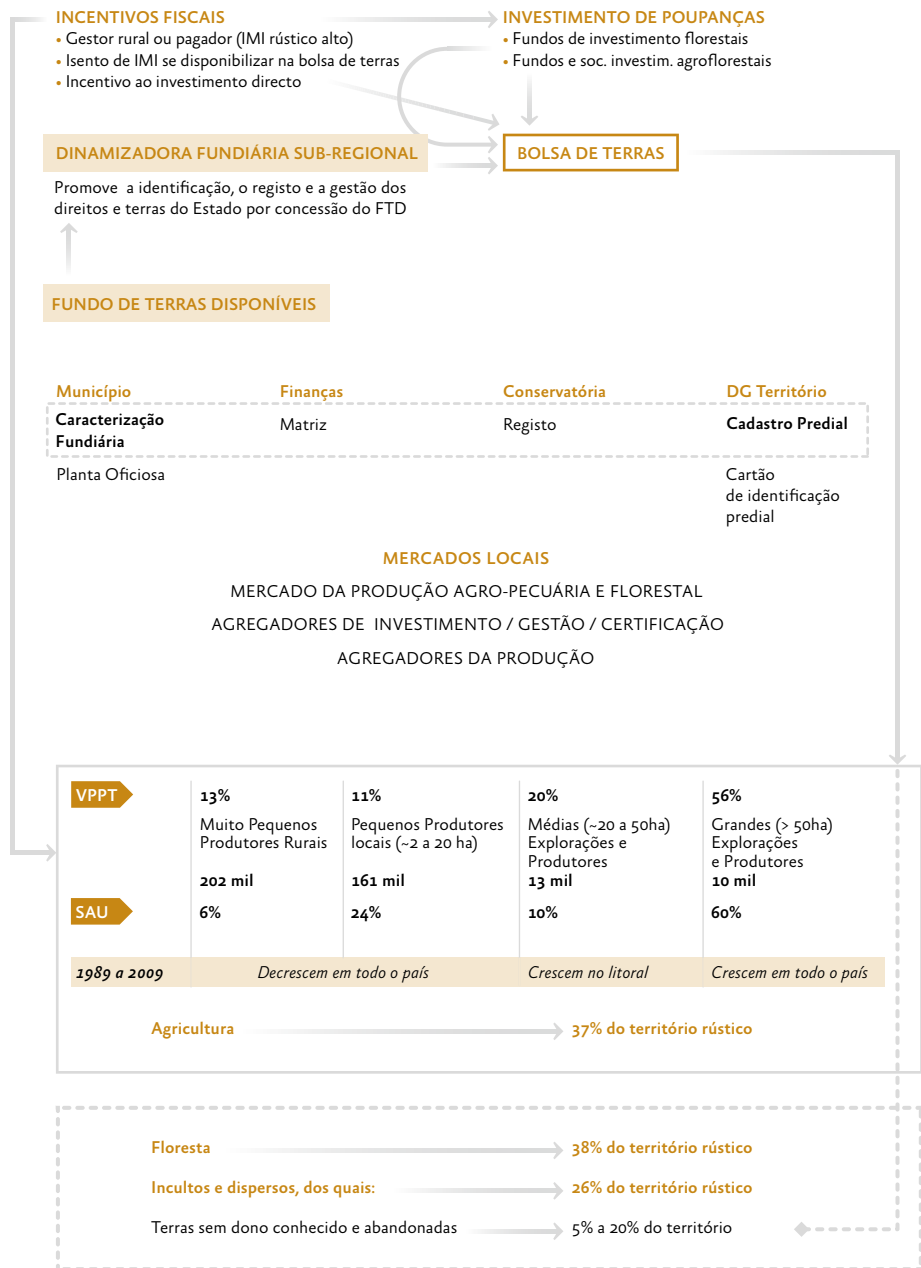 INCENTIVOS FISCAIS
• Gestor rural ou pagador (IMI rústico alto)
• Isento de IMI se disponibilizar na bolsa de terras
• Incentivo ao investimento directo
INVESTIMENTO DE POUPANÇAS
• Fundos de investimento florestais
• Fundos e soc. investim. agroflorestais
DINAMIZADORA FUNDIÁRIA SUB-REGIONAL
BOLSA DE TERRAS
Promove a identificação, o registo e a gestão dos
direitos e terras do Estado por concessão do FTD
FUNDO DE TERRAS DISPONÍVEIS
Município
Caracterização
Fundiária
Planta Oficiosa
Finanças
Matriz
Conservatória
Registo
DG Território
Cadastro Predial
Cartão
de identificação
predial
MERCADOS LOCAIS
MERCADO DA PRODUÇÃO AGRO-PECUÁRIA E FLORESTAL
AGREGADORES DE INVESTIMENTO / GESTÃO / CERTIFICAÇÃO
AGREGADORES DA PRODUÇÃO
VPPT
13%
Muito Pequenos
Produtores Rurais
202 mil
11%
Pequenos Produtores
locais (~2 a 20 ha)
161 mil
20%
Médias (~20 a 50ha)
Explorações e
Produtores
13 mil
56%
Grandes (> 50ha)
Explorações
e Produtores
10 mil
SAU
6%
24%
10%
60%
1989 a 2009
Decrescem em todo o país
Crescem no litoral
Crescem em todo o país
Agricultura
37% do território rústico
Floresta
38% do território rústico
Incultos e dispersos, dos quais:
26% do território rústico
Terras sem dono conhecido e abandonadas
5% a 20% do território